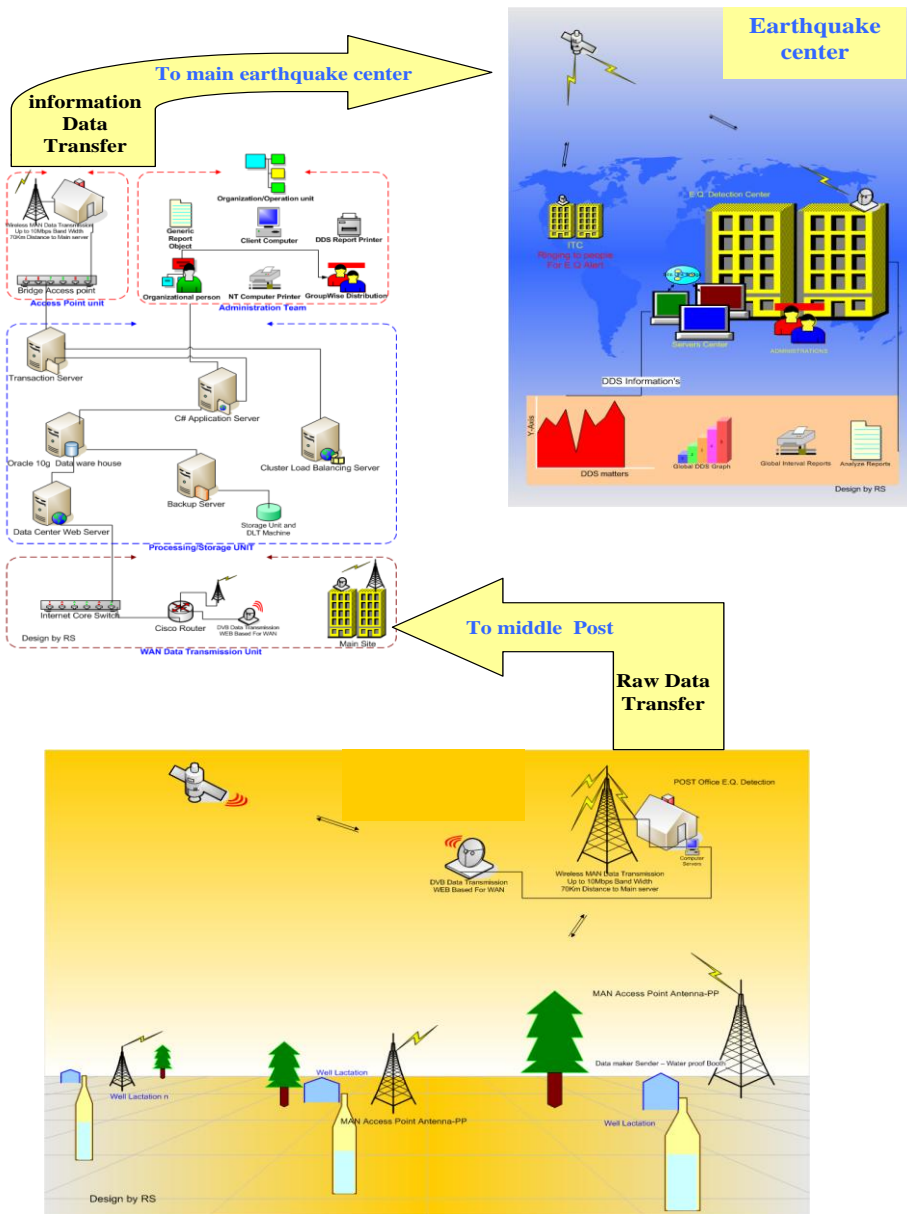 To main earthquake center
information
Data
Transfer
Earthquake
center
Organization/Operation unit
Wireless MAN Data Transmission
Up to 10Mbps Band Width
70Km Distance to Main server
Bridge Access point
Access Point unit
Generic
Report
Object
Client Computer
DDS Report Printer
Organizational person
NT Computer Printer
GroupWise Distribution
Administration Team
Transaction Server
C# Application Server
Oracle 10g Data ware house
Cluster Load Balancing Server
Backup Server
Data Center Web Server
Storage Unit and
DLT Machine
Processing/Storage UNIT
Internet Core Switch
Cisco Router
DVB Data Transmission
WEB Based For WAN
Main Site
Design by RS
WAN Data Transmission Unit
E.Q. Detection Center
ITC
Ringing to people
For E.Q Alert
Servers Center
ADMINISTRATIONS
DDS Information's
Y-Axis
DDS matters
Global DDS Graph
Global Interval Reports
Analyze Reports
Design by RS
To middle Post
Raw Data
Transfer
POST Office E.Q. Detection
Computer
Servers
DVB Data Transmission
WEB Based For WAN
Wireless MAN Data Transmission
Up to 10Mbps Band Width
70Km Distance to Main server
MAN Access Point Antenna-PP
Data maker Sender – Water proof Booth
Well Lactation n
Well Lactation
MAN Access Point Antenna-PP
Well Lactation
Design by RS